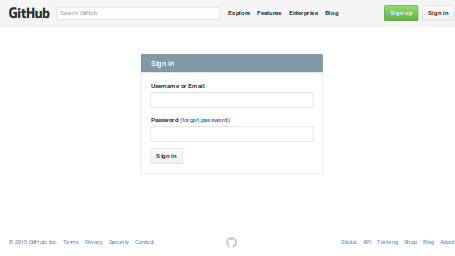 GitHub Search GitHub Explore Features Enterprise Blog Sign up Sign in
Sign in
Username or Email
Password (forgot password)
Sign in
© 2015 GitHub, Inc. Terms Privacy Security Contact Status API Training Shop Blog About